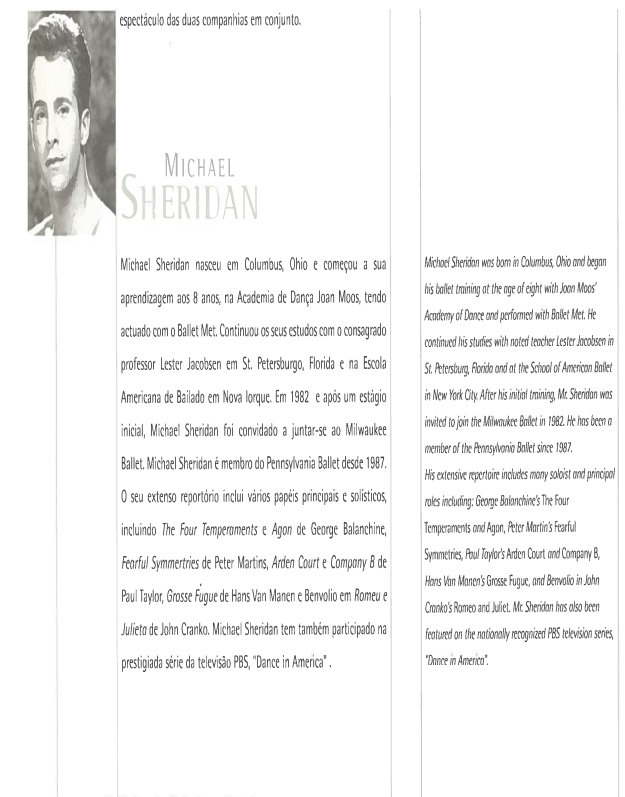 espectáculo das duas companhias em conjunto.
MICHAEL
SHERIDAN
Michael Sheridan nasceu em Columbus, Ohio e começou a sua
aprendizagem aos 8 anos, na Academia de Dança Joan Moos, tendo
actuado com o Ballet Met. Continuou os seus estudos com o consagrado
professor Lester Jacobsen em St. Petersburgo, Florida e na Escola
Americana de Bailado em Nova Iorque. Em 1982 e após um estágio
inicial, Michael Sheridan foi convidado a juntar-se ao Milwaukee
Ballet. Michael Sheridan é membro do Pennsylvania Ballet desde 1987.
O seu extenso reportório inclui vários papéis principais e solísticos,
incluindo The Four Temperaments e Agon de George Balanchine,
Fearful Symmertries de Peter Martins, Arden Court e Company B de
Paul Taylor, Grosse Fugue de Hans Van Manen e Benvolio em Romeu e
Julieta de John Cranko. Michael Sheridan tem também participado na
prestigiada série da televisão PBS, "Dance in America" .
Michael Sheridan was born in Columbus, Ohio and began
his ballet training at the age of eight with Joan Moos'
Academy of Dance and performed with Ballet Met. He
continued his studies with noted teacher Lester Jacobsen in
St. Petersburg, Florida and at the School of American Ballet
in New York City. After his initial training, Mr. Sheridan was
invited to join the Milwaukee Ballet in 1982. He has been a
member of the Pennsylvania Ballet since 1987.
His extensive repertoire includes many soloist and principal
roles including; George Balanchine's The Four
Temperaments and Agon, Peter Martin's Fearful
Symmetries, Paul Taylor's Arden Court and Company B,
Hans Van Manen's Grosse Fugue, and Benvolio in John
Cranko's Romeo and Juliet. Mr. Sheridan has also been
featured on the nationally recognized PBS television series,
"Dance in America".